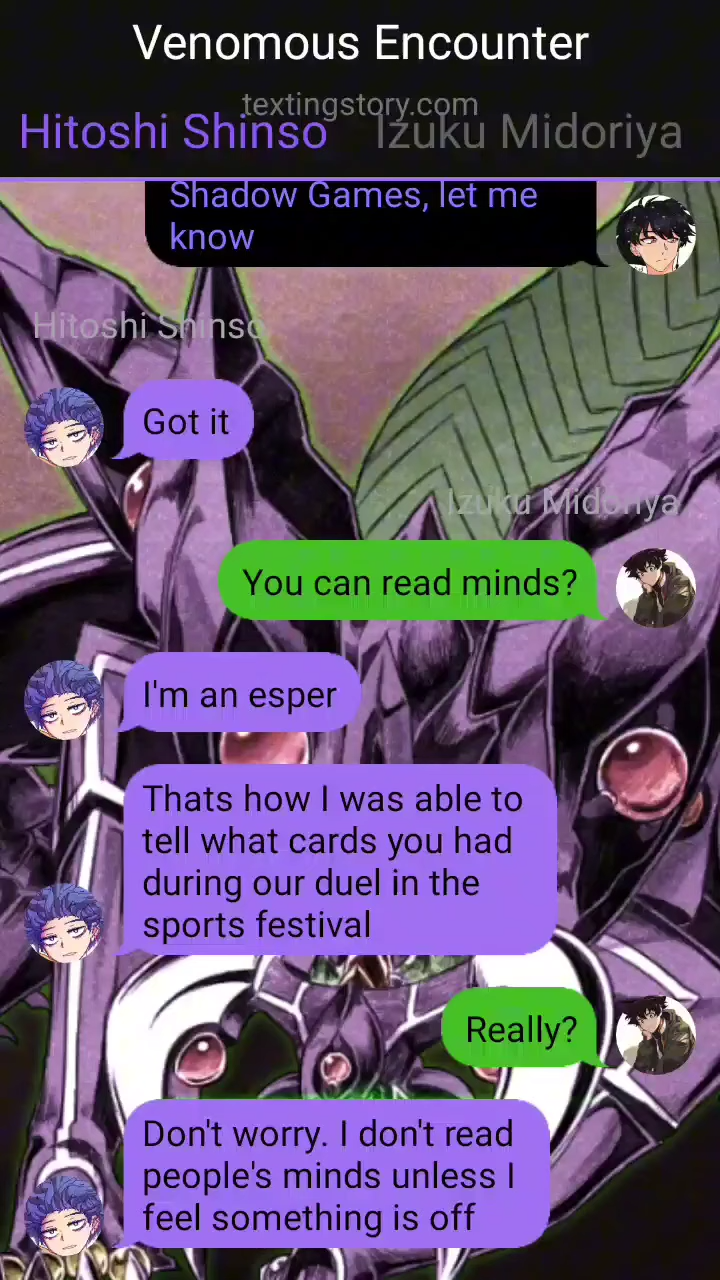 Venomous Encounter
textingstory.com
Hitoshi Shinso Izuku Midoriya
Shadow Games, let me
know
Hitoshi Shinso
Got it
Izuku Midoriya
You can read minds?
I'm an esper
Thats how I was able to
tell what cards you had
during our duel in the
sports festival
Really?
Don't worry. I don't read
people's minds unless I
feel something is off